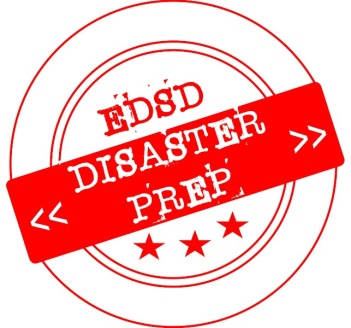 EDSD
<< DISASTER >>
PREP